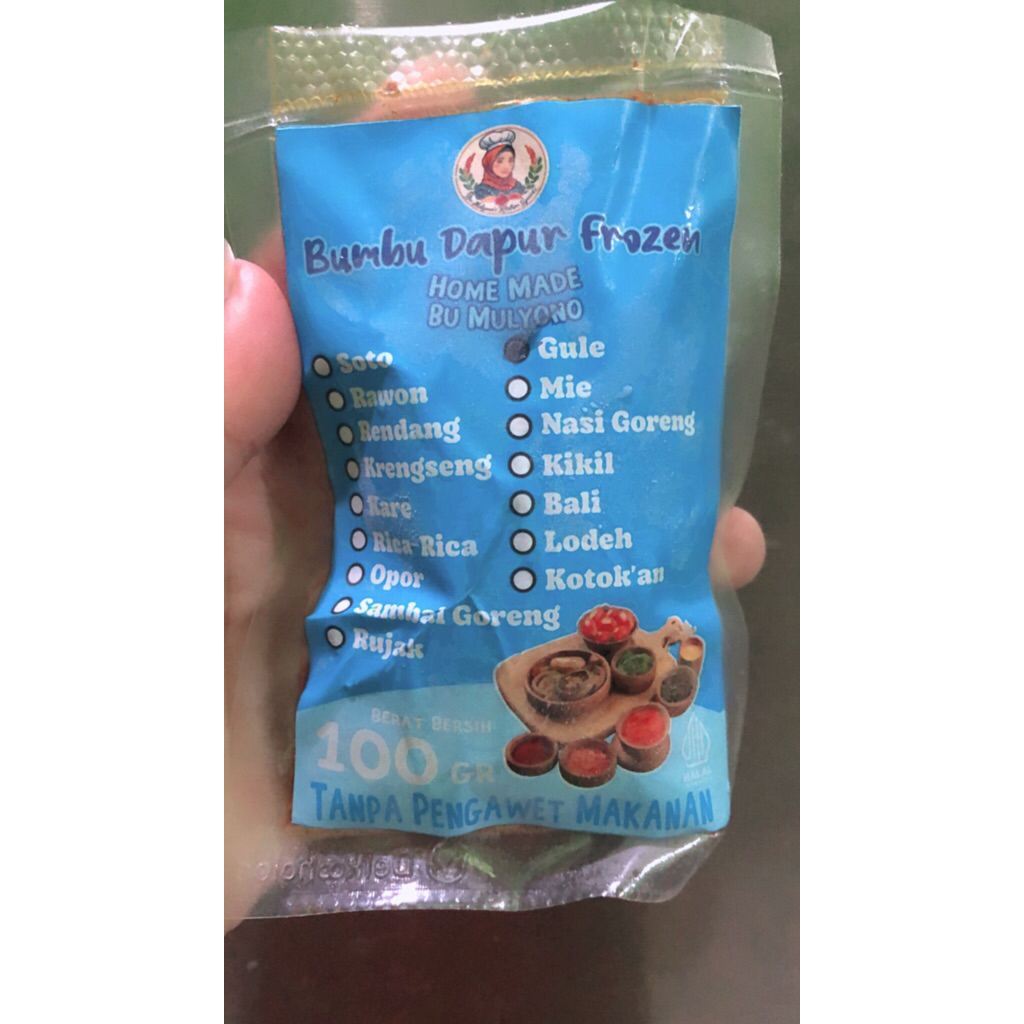 Bumbu Dapur Frozen
HOME MADE
BU MULYONO
Soto
Rawon
Rendang
Krengseng
Kare
Rica-Rica
Opor
Sambal Goreng
Rujak
Gule
Mie
Nasi Goreng
Kikil
Bali
Lodeh
Kotok'an
BERAT BERSIH
100 GR
HALAL
TANPA PENGAWET MAKANAN